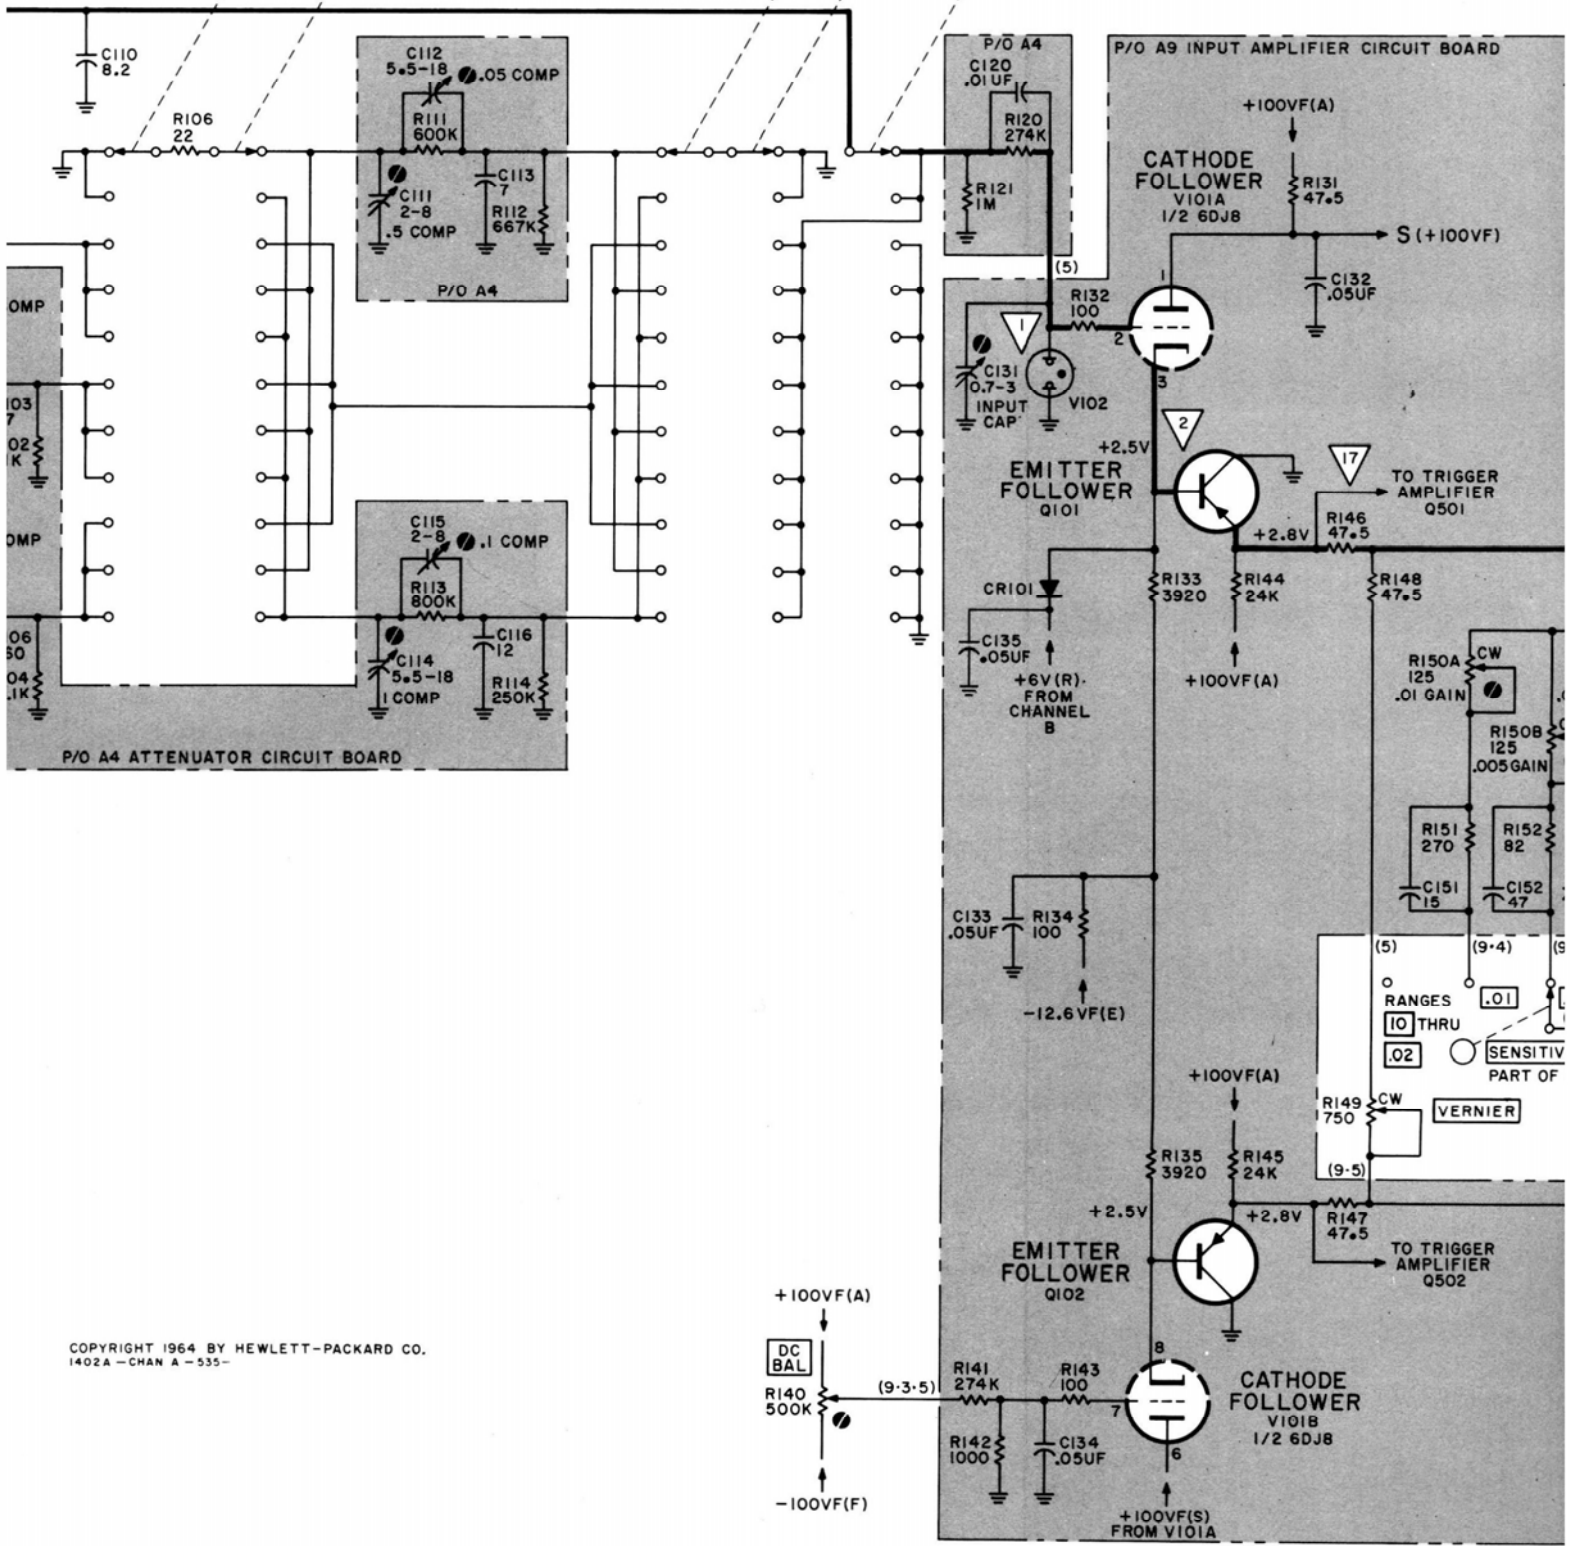 C110
8.2
R106
22
C112
5.5-18
.05 COMP
R111
600K
C111
2-8
.5 COMP
C113
7
R112
667K
P/O A4
OMP
103
7
02
1K
OMP
06
60
04
.1K
C115
2-8
.1 COMP
R113
800K
C114
5.5-18
1 COMP
C116
12
R114
250K
P/O A4 ATTENUATOR CIRCUIT BOARD
P/O A4
C120
.01UF
R120
274K
R121
1M
(5)
P/O A9 INPUT AMPLIFIER CIRCUIT BOARD
+100VF(A)
CATHODE
FOLLOWER
V101A
1/2 6DJ8
R131
47.5
S (+100VF)
C132
.05UF
1
R132
100
2
3
1
C131
0.7-3
INPUT
CAP
V102
+2.5V
2
EMITTER
FOLLOWER
Q101
17
TO TRIGGER
AMPLIFIER
Q501
+2.8V
R146
47.5
CR101
R133
3920
R144
24K
R148
47.5
C135
.05UF
+6V(R)
FROM
CHANNEL
B
+100VF(A)
R150A
125
.01 GAIN
CW
R150B
125
.005GAIN
R151
270
R152
82
C151
15
C152
47
C133
.05UF
R134
100
-12.6VF(E)
(5)
(9-4)
(9
RANGES
10 THRU
.02
.01
SENSITIV
PART OF
+100VF(A)
R149
750
CW
VERNIER
(9-5)
R135
3920
R145
24K
+2.5V
+2.8V
R147
47.5
EMITTER
FOLLOWER
Q102
TO TRIGGER
AMPLIFIER
Q502
+100VF(A)
DC
BAL
R140
500K
-100VF(F)
(9-3-5)
R141
274K
R143
100
R142
1000
C134
.05UF
8
7
6
CATHODE
FOLLOWER
V101B
1/2 6DJ8
+100VF(S)
FROM V101A
COPYRIGHT 1964 BY HEWLETT-PACKARD CO.
1402A-CHAN A-535-